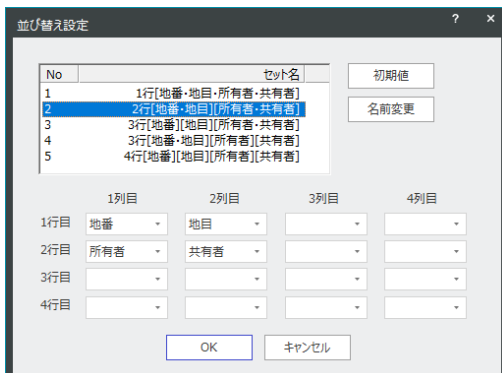 並び替え設定 ? ×
No セット名
1 1行[地番・地目・所有者・共有者]
2 2行[地番・地目][所有者・共有者]
3 3行[地番][地目][所有者・共有者]
4 3行[地番・地目][所有者][共有者]
5 4行[地番][地目][所有者][共有者]
初期値
名前変更
1列目 2列目 3列目 4列目
1行目 地番 地目
2行目 所有者 共有者
3行目
4行目
OK キャンセル